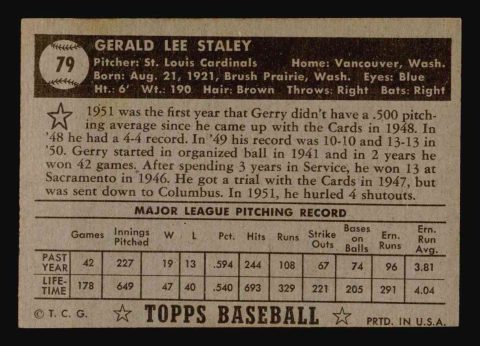 79
GERALD LEE STALEY
Pitcher: St. Louis Cardinals Home: Vancouver, Wash.
Born: Aug. 21, 1921, Brush Prairie, Wash. Eyes: Blue
Ht.: 6' Wt.: 190 Hair: Brown Throws: Right Bats: Right
1951 was the first year that Gerry didn't have a .500 pitch-
ing average since he came up with the Cards in 1948. In
'48 he had a 4-4 record. In '49 his record was 10-10 and 13-13 in
'50. Gerry started in organized ball in 1941 and in 2 years he
won 42 games. After spending 3 years in Service, he won 13 at
Sacramento in 1946. He got a trial with the Cards in 1947, but
was sent down to Columbus. In 1951, he hurled 4 shutouts.
MAJOR LEAGUE PITCHING RECORD
Games Innings Pitched W L Pct. Hits Runs Strike Outs Bases on Balls Ern. Runs Ern. Run Avg.
PAST YEAR 42 227 19 13 .594 244 108 67 74 96 3.81
LIFE-TIME 178 649 47 40 .540 693 329 221 205 291 4.04
© T. C. G. TOPPS BASEBALL PRTD. IN U.S.A.